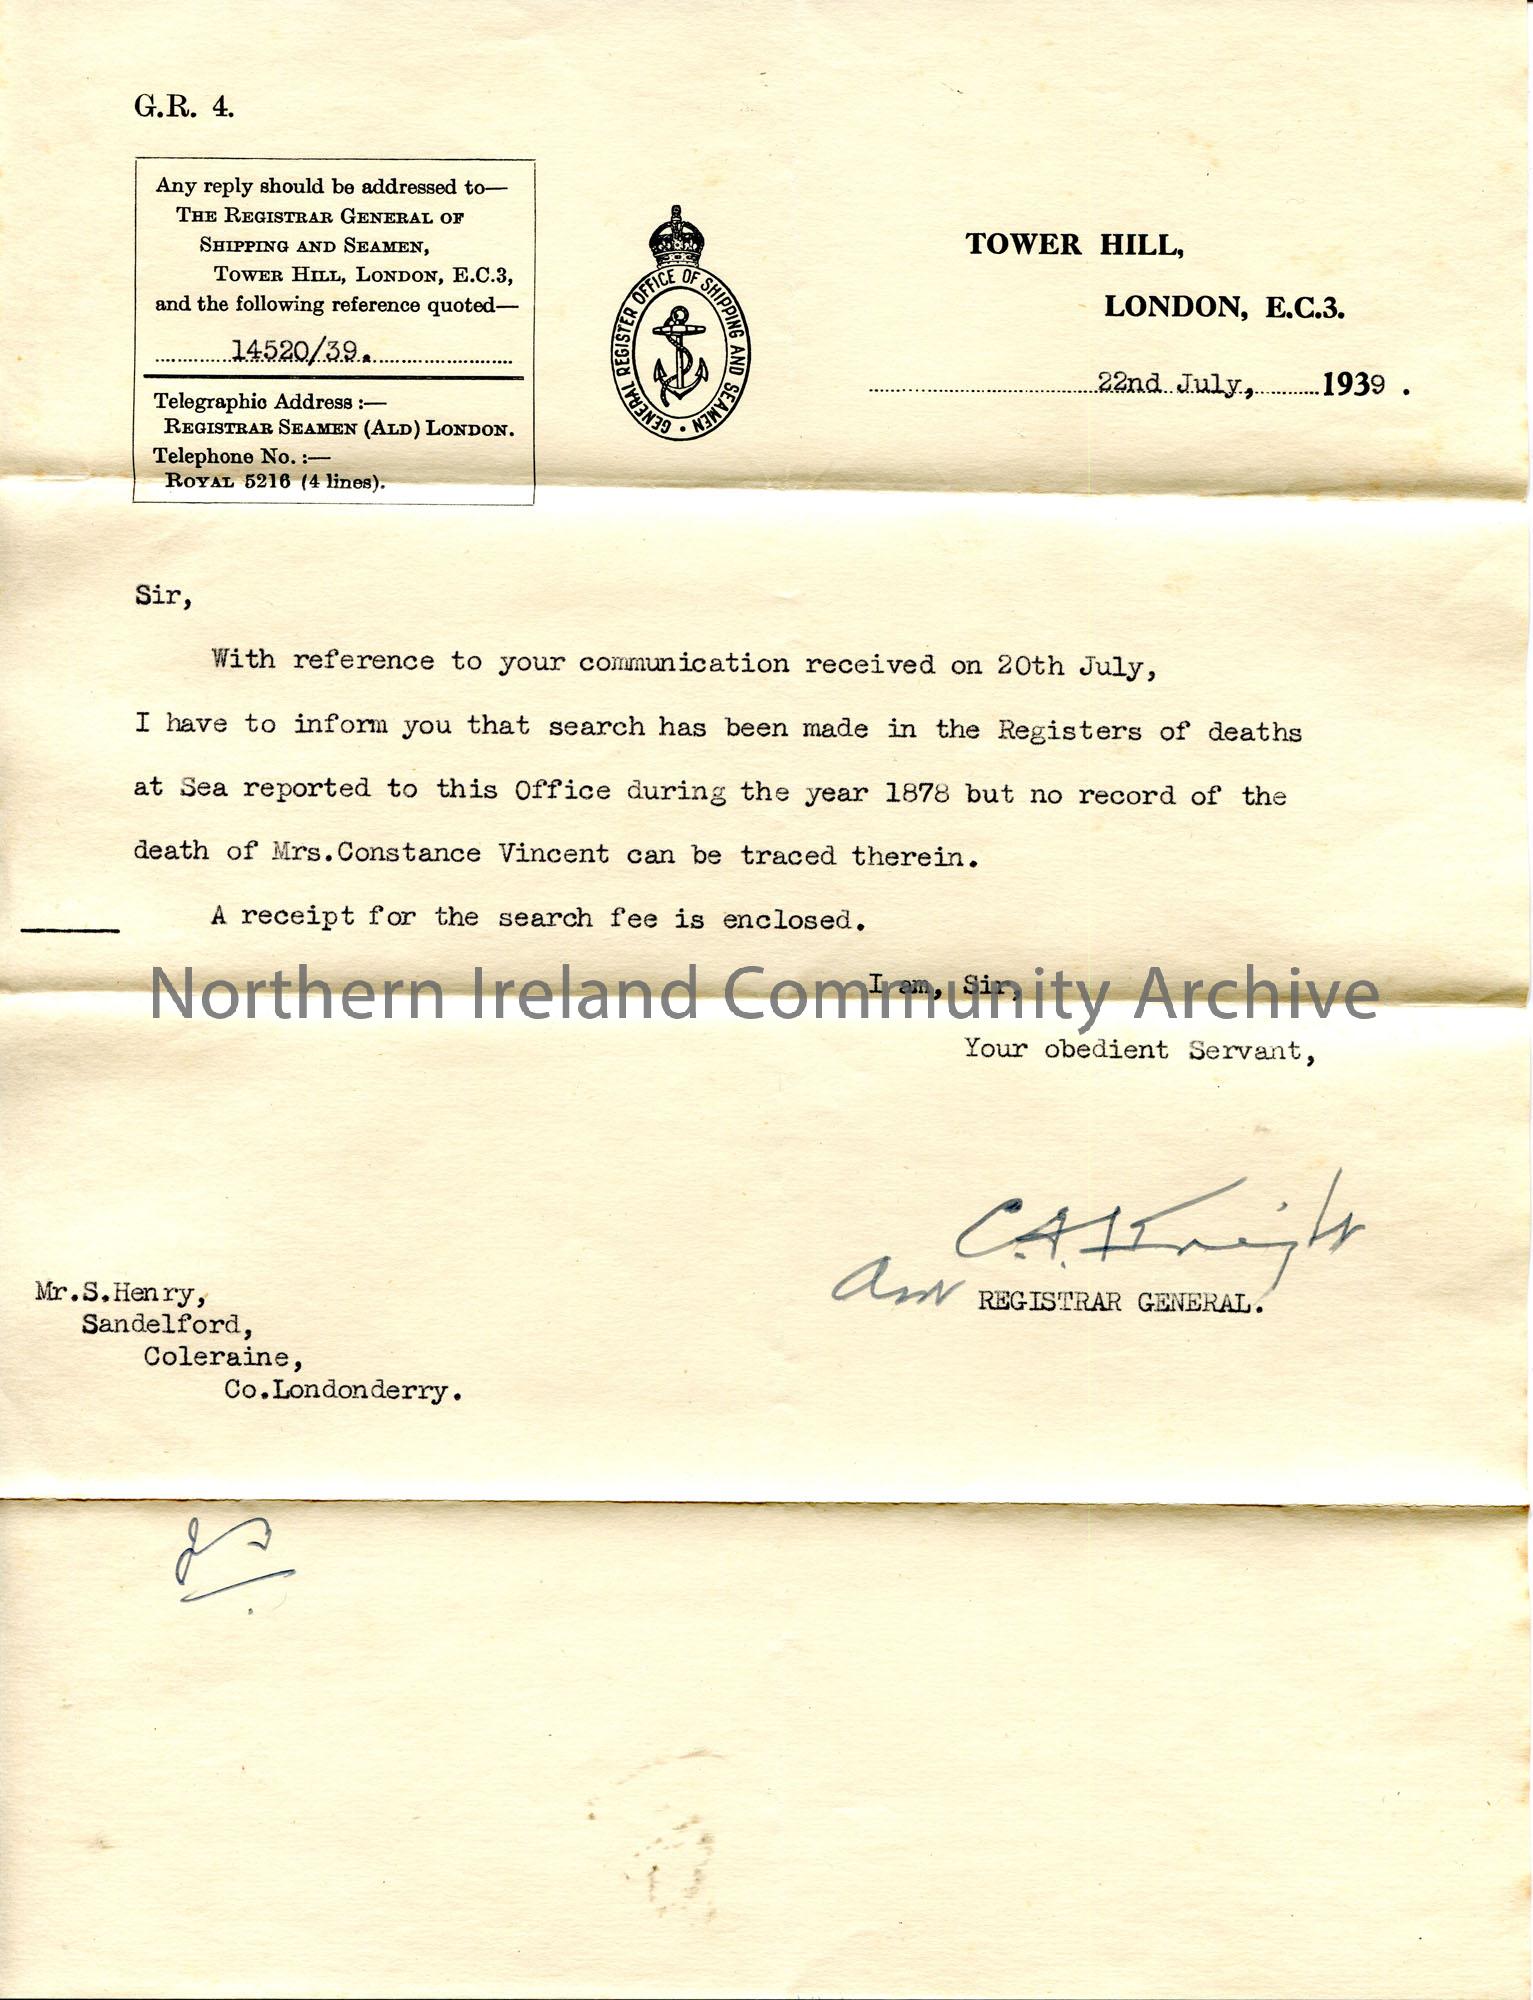 G.R. 4.
Any reply should be addressed to—
THE REGISTRAR GENERAL OF
SHIPPING AND SEAMEN,
TOWER HILL, LONDON, E.C.3,
and the following reference quoted—
14520/39.
Telegraphic Address :—
REGISTRAR SEAMEN (ALD) LONDON.
Telephone No. :—
ROYAL 5216 (4 lines).
GENERAL REGISTER OFFICE OF SHIPPING AND SEAMEN
TOWER HILL,
LONDON, E.C.3.
22nd July, 1939.
Sir,
With reference to your communication received on 20th July,
I have to inform you that search has been made in the Registers of deaths
at Sea reported to this Office during the year 1878 but no record of the
death of Mrs.Constance Vincent can be traced therein.
A receipt for the search fee is enclosed.
I am, Sir,
Northern Ireland Community Archive
Your obedient Servant,
C.A. Knight
REGISTRAR GENERAL.
Mr.S.Henry,
Sandelford,
Coleraine,
Co.Londonderry.